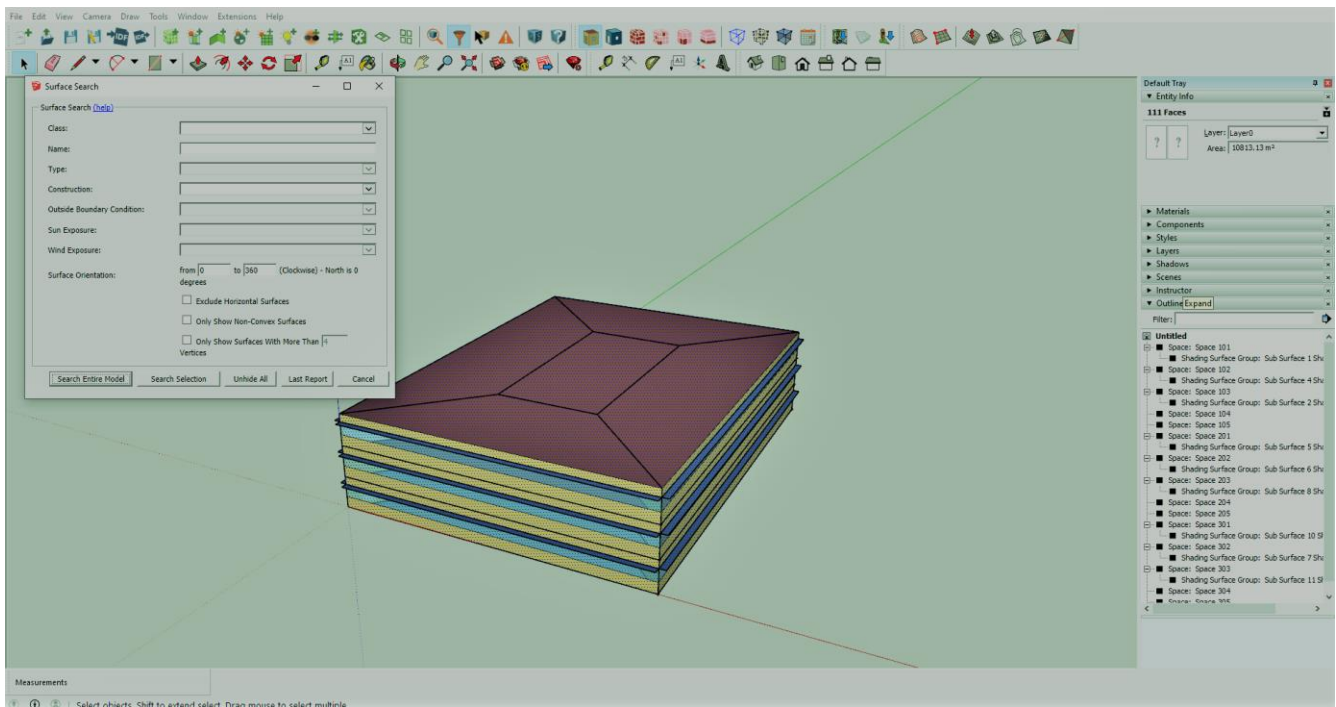 File Edit View Camera Draw Tools Window Extensions Help
Surface Search
Surface Search (help)
Class:
Name:
Type:
Construction:
Outside Boundary Condition:
Sun Exposure:
Wind Exposure:
Surface Orientation: from 0 to 360 (Clockwise) - North is 0
degrees
Exclude Horizontal Surfaces
Only Show Non-Convex Surfaces
Only Show Surfaces With More Than 4
Vertices
Search Entire Model Search Selection Unhide All Last Report Cancel
Default Tray
Entity Info
111 Faces
Layer: Layer0
? ? Area: 10813.13 m²
Materials
Components
Styles
Layers
Shadows
Scenes
Instructor
Outline Expand
Filter:
Untitled
Space: Space 101
Shading Surface Group: Sub Surface 1 Sh
Space: Space 102
Shading Surface Group: Sub Surface 4 Sh
Space: Space 103
Shading Surface Group: Sub Surface 2 Sh
Space: Space 104
Space: Space 105
Space: Space 201
Shading Surface Group: Sub Surface 5 Sh
Space: Space 202
Shading Surface Group: Sub Surface 6 Sh
Space: Space 203
Shading Surface Group: Sub Surface 8 Sh
Space: Space 204
Space: Space 205
Space: Space 301
Shading Surface Group: Sub Surface 10 S
Space: Space 302
Shading Surface Group: Sub Surface 7 Sh
Space: Space 303
Shading Surface Group: Sub Surface 11 S
Space: Space 304
Space: Space 305
Measurements
Select objects. Shift to extend select. Drag mouse to select multiple.